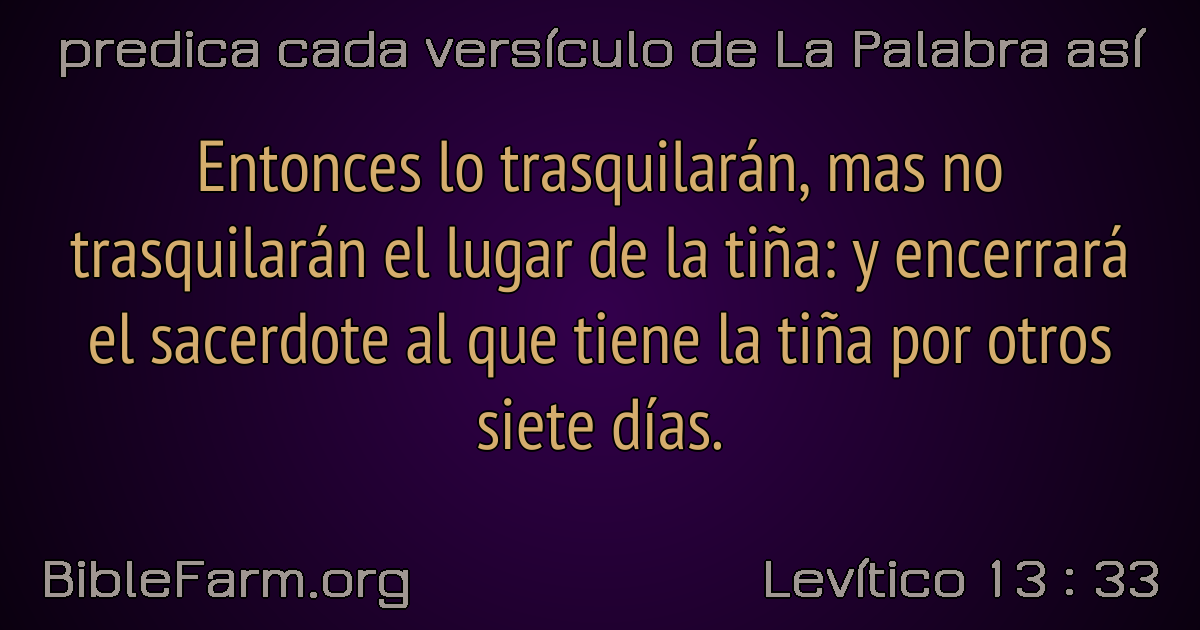 predica cada versículo de La Palabra así
Entonces lo trasquilarán, mas no
trasquilarán el lugar de la tiña: y encerrará
el sacerdote al que tiene la tiña por otros
siete días.
BibleFarm.org
Levítico 13 : 33